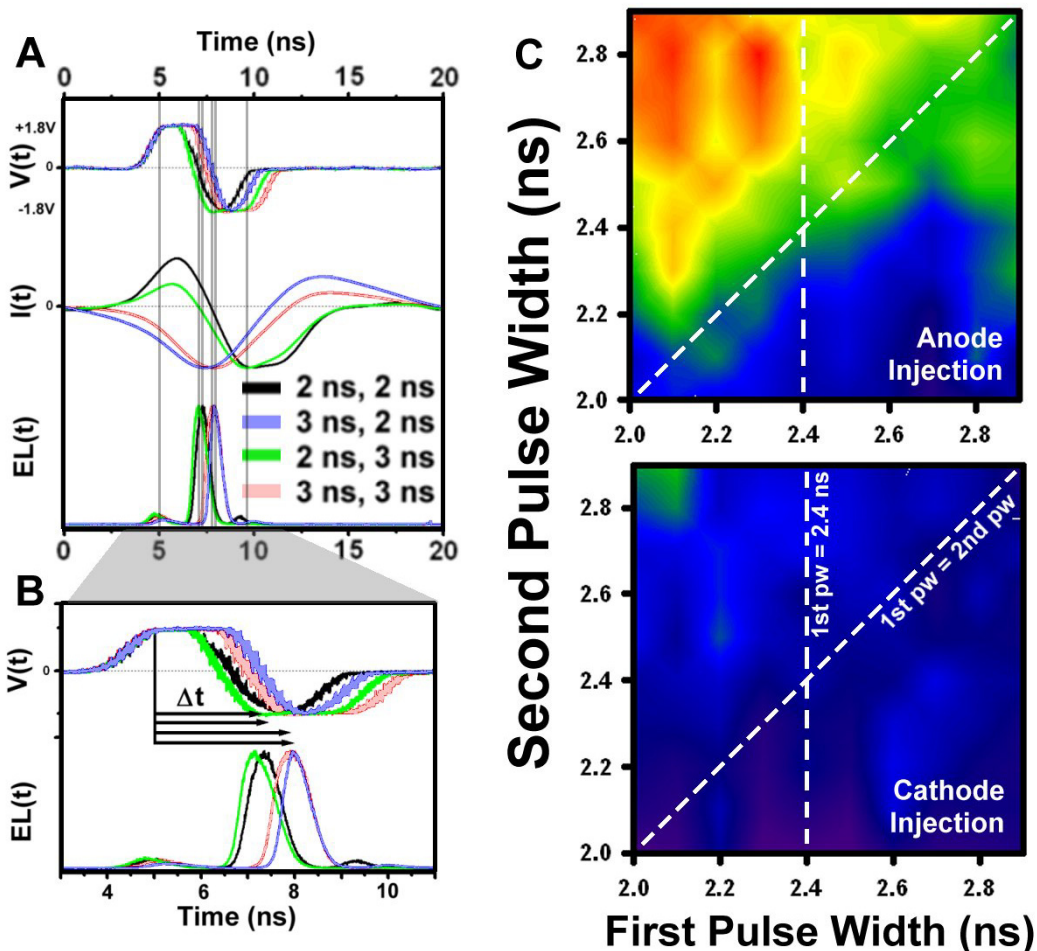 A
Time (ns)
0 5 10 15 20
V(t)
+1.8V
0
-1.8V
I(t)
0
EL(t)
2 ns, 2 ns
3 ns, 2 ns
2 ns, 3 ns
3 ns, 3 ns
0 5 10 15 20
B
V(t)
0
Δt
EL(t)
4 6 8 10
Time (ns)
C
Second Pulse Width (ns)
2.8
2.6
2.4
2.2
2.0
Anode
Injection
2.0 2.2 2.4 2.6 2.8
2.8
2.6
2.4
2.2
2.0
1st pw = 2.4 ns
1st pw = 2nd pw
Cathode
Injection
2.0 2.2 2.4 2.6 2.8
First Pulse Width (ns)